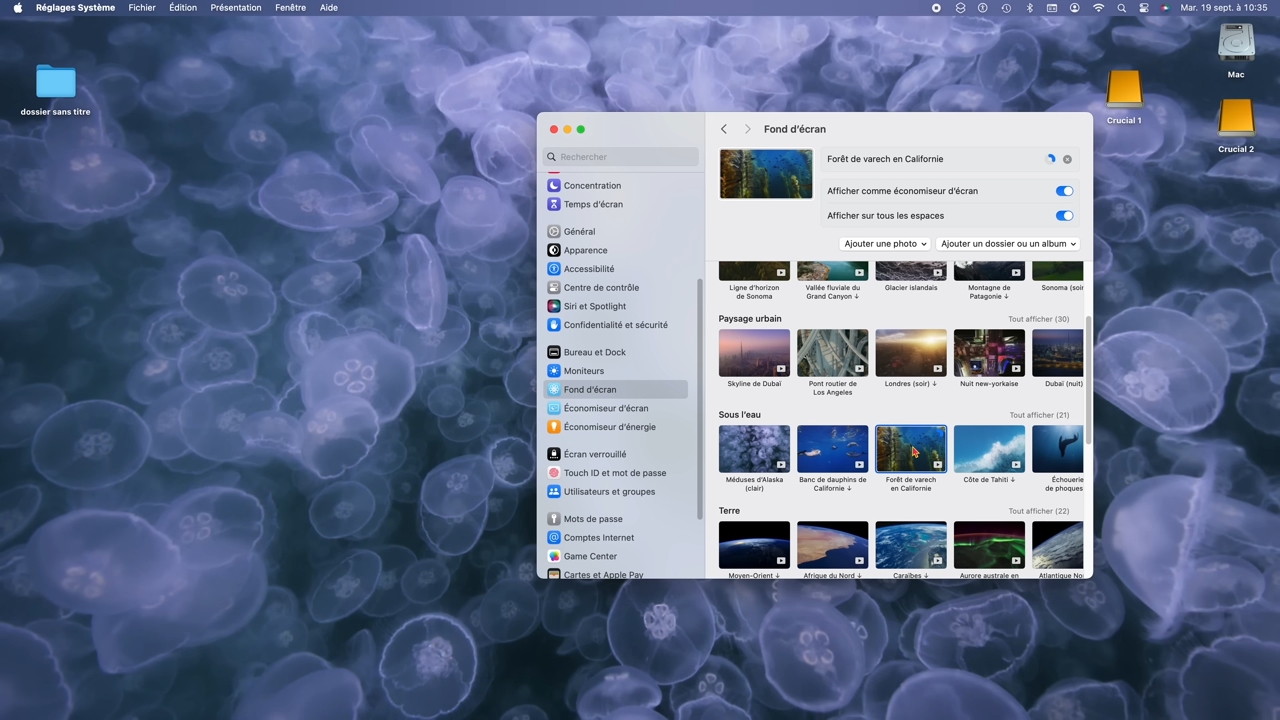 Réglages Système Fichier Édition Présentation Fenêtre Aide Mar. 19 sept. à 10:35
dossier sans titre
Mac
Crucial 1
Crucial 2
Rechercher
Concentration
Temps d'écran
Général
Apparence
Accessibilité
Centre de contrôle
Siri et Spotlight
Confidentialité et sécurité
Bureau et Dock
Moniteurs
Fond d'écran
Économiseur d'écran
Économiseur d'énergie
Écran verrouillé
Touch ID et mot de passe
Utilisateurs et groupes
Mots de passe
Comptes Internet
Game Center
Cartes et Apple Pay
Fond d'écran
Forêt de varech en Californie
Afficher comme économiseur d'écran
Afficher sur tous les espaces
Ajouter une photo Ajouter un dossier ou un album
Ligne d'horizon
de Sonoma
Vallée fluviale du
Grand Canyon ↓
Glacier islandais
Montagne de
Patagonie ↓
Sonoma (soir
Paysage urbain Tout afficher (30)
Skyline de Dubaï
Pont routier de
Los Angeles
Londres (soir) ↓
Nuit new-yorkaise
Dubaï (nuit)
Sous l'eau Tout afficher (21)
Méduses d'Alaska
(clair)
Banc de dauphins de
Californie ↓
Forêt de varech
en Californie
Côte de Tahiti ↓
Échouerie
de phoques
Terre Tout afficher (22)
Moyen-Orient ↓
Afrique du Nord ↓
Caraïbes ↓
Aurore australe en
Atlantique No